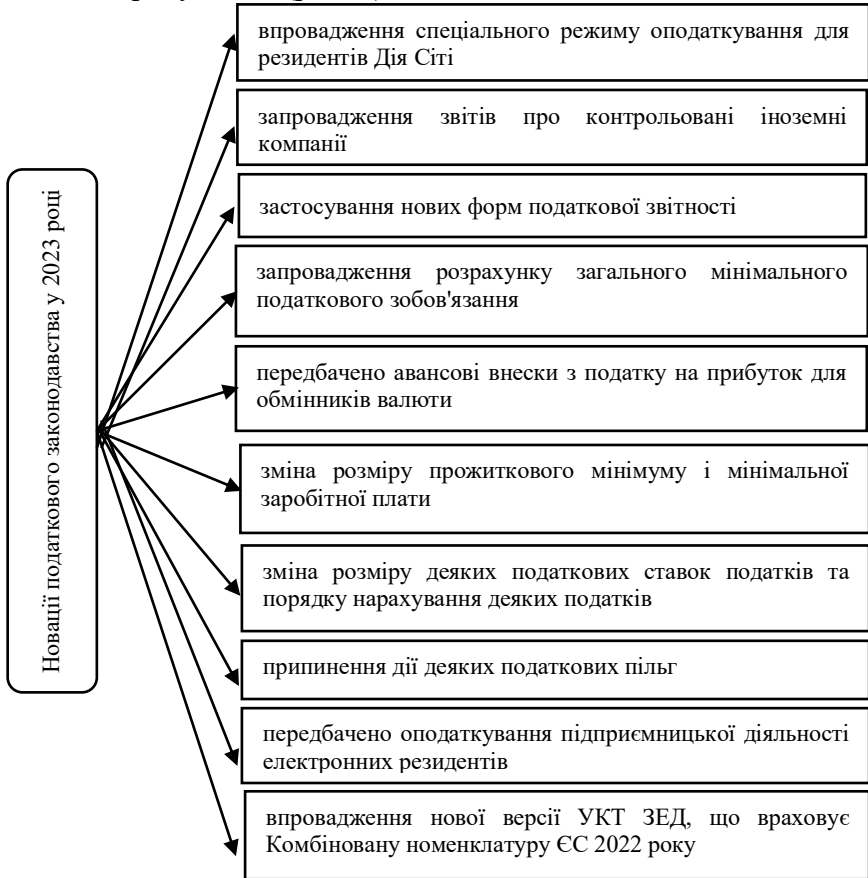 Новації податкового законодавства у 2023 році
впровадження спеціального режиму оподаткування для
резидентів Дія Сіті
запровадження звітів про контрольовані іноземні
компанії
застосування нових форм податкової звітності
запровадження розрахунку загального мінімального
податкового зобов'язання
передбачено авансові внески з податку на прибуток для
обмінників валюти
зміна розміру прожиткового мінімуму і мінімальної
заробітної плати
зміна розміру деяких податкових ставок податків та
порядку нарахування деяких податків
припинення дії деяких податкових пільг
передбачено оподаткування підприємницької діяльності
електронних резидентів
впровадження нової версії УКТ ЗЕД, що враховує
Комбіновану номенклатуру ЄС 2022 року